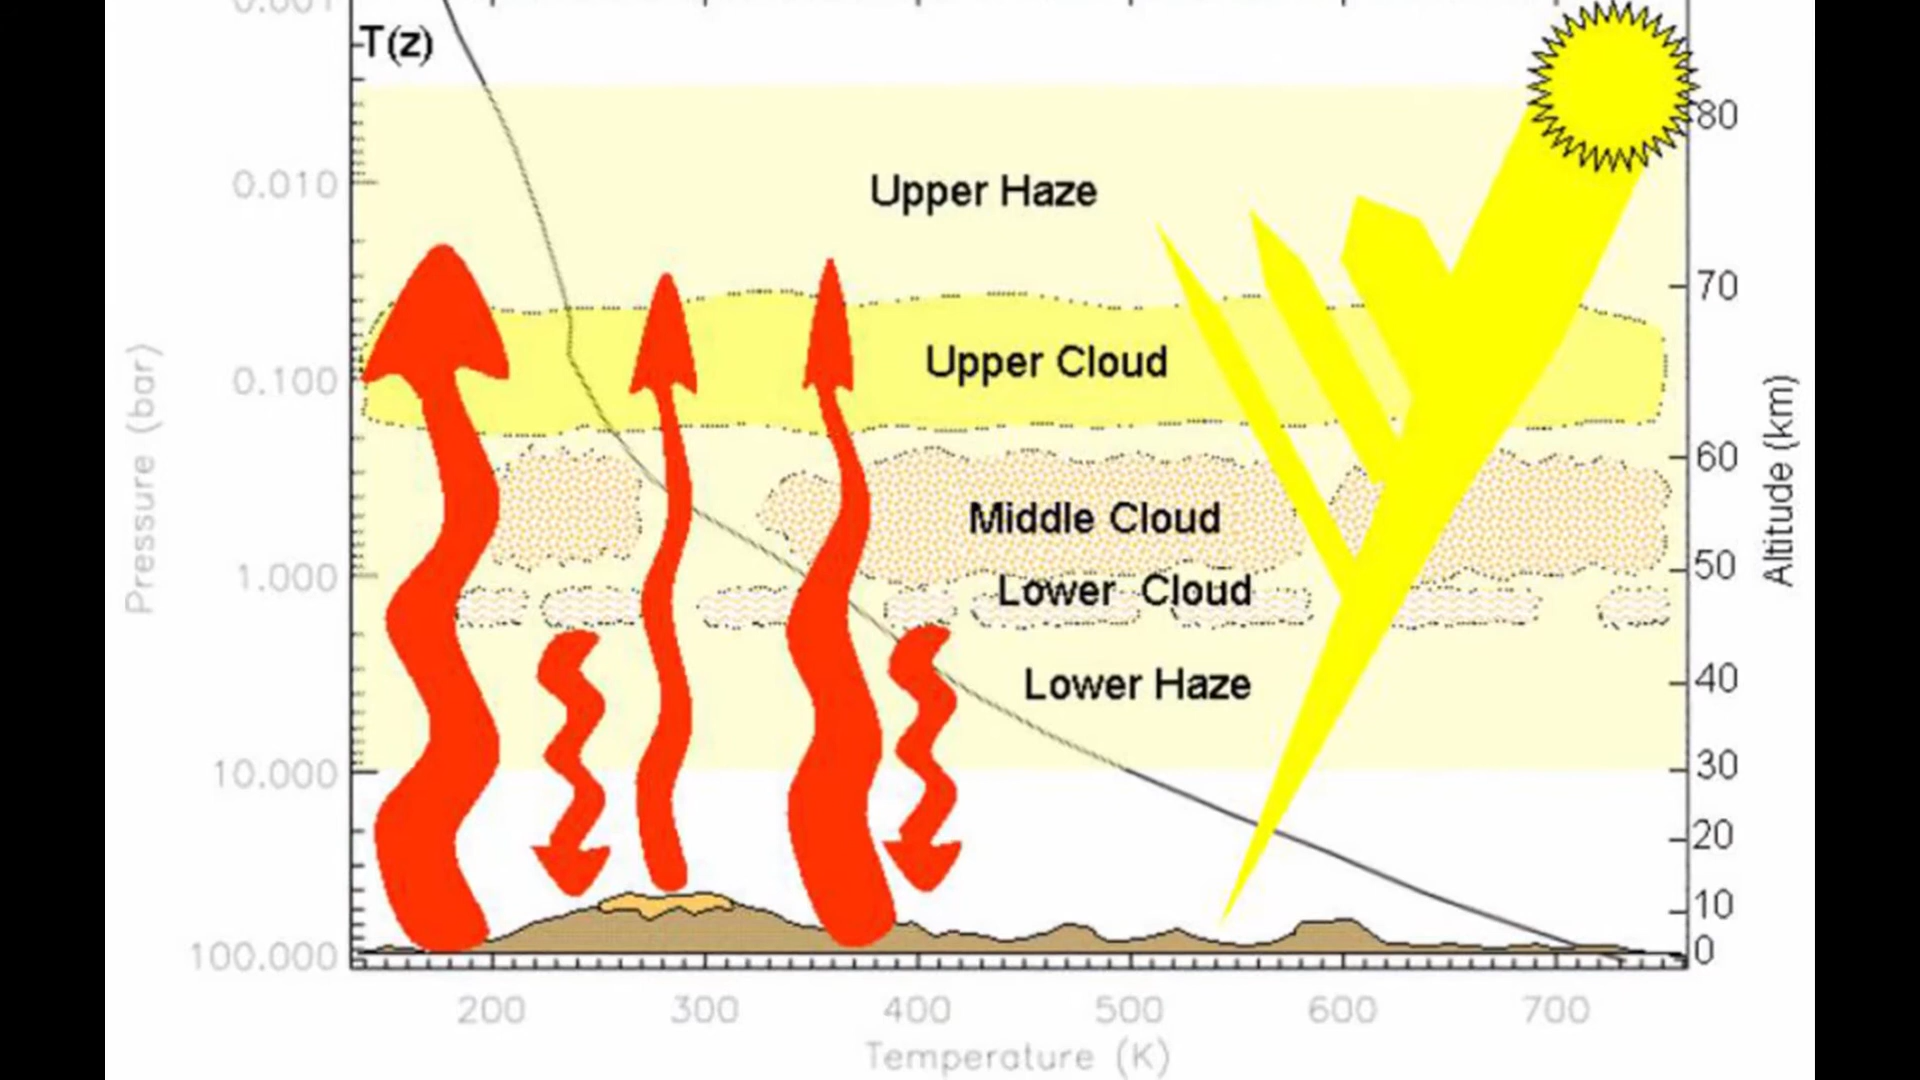 0.001
T(z)
80
0.010
Upper Haze
70
Upper Cloud
0.100
Pressure (bar)
Altitude (km)
60
Middle Cloud
50
1.000
Lower Cloud
40
Lower Haze
30
10.000
20
10
0
100.000
200 300 400 500 600 700
Temperature (K)